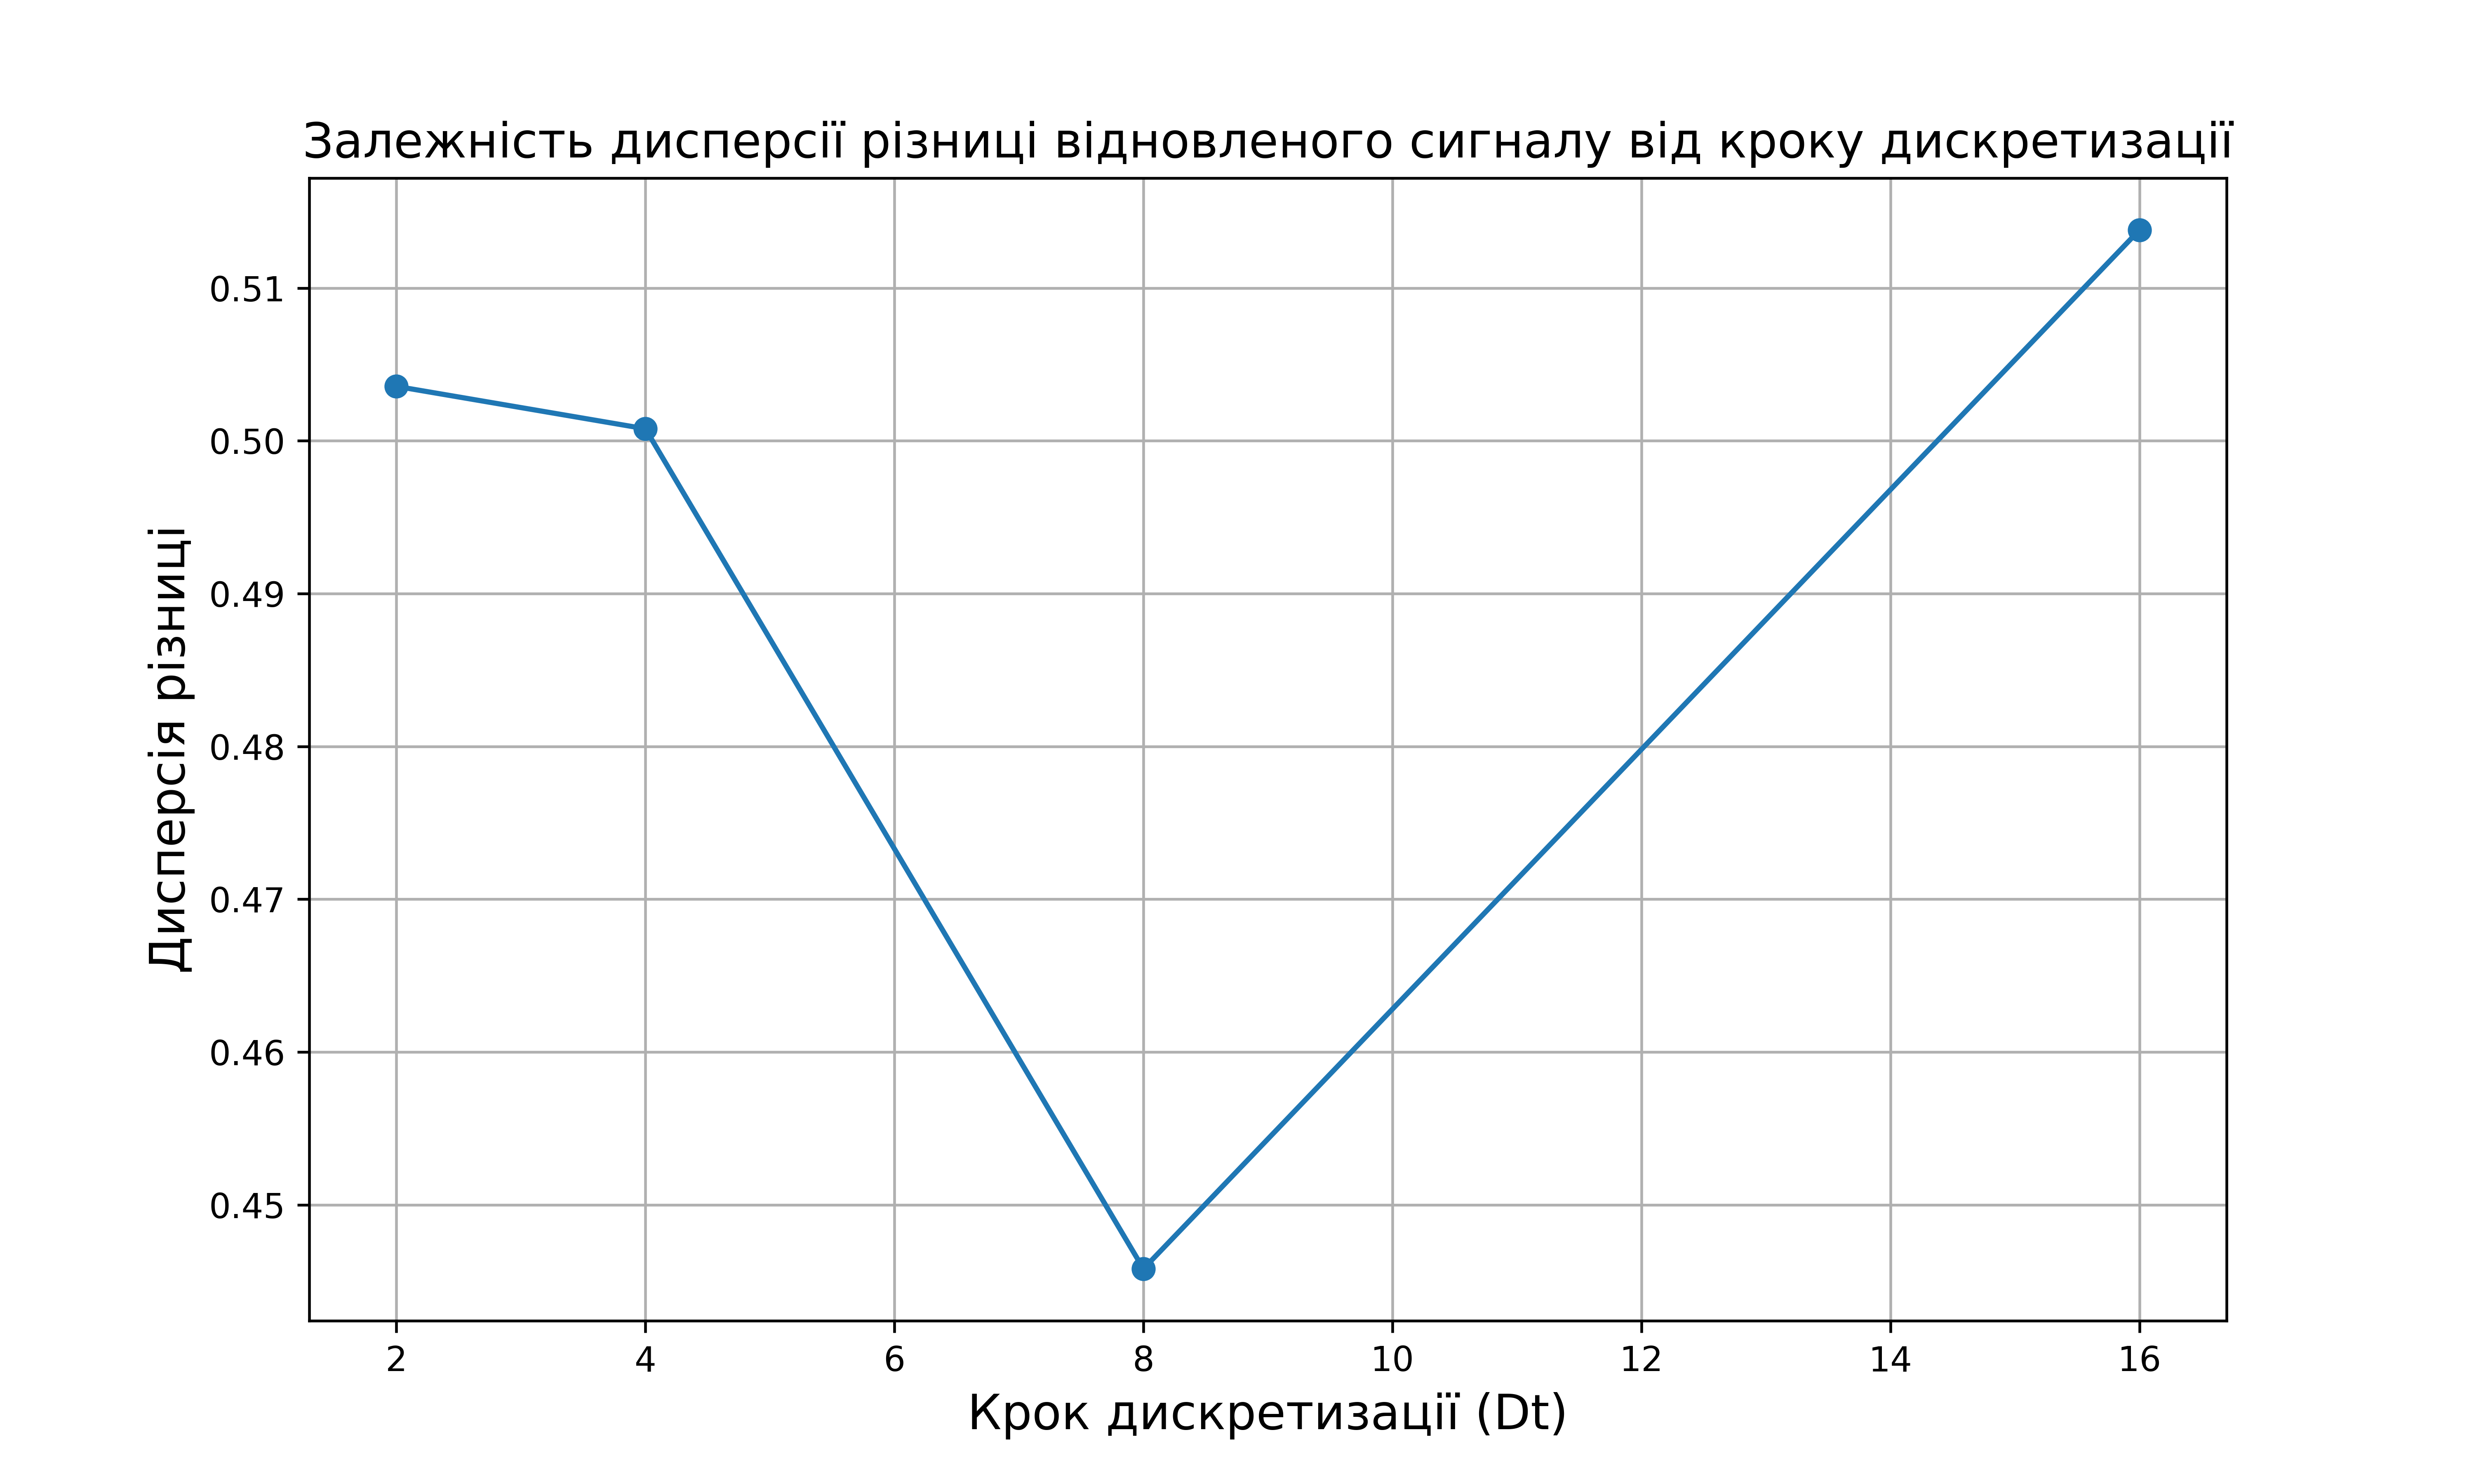 Залежність дисперсії різниці відновленого сигналу від кроку дискретизації
Дисперсія різниці
0.51
0.50
0.49
0.48
0.47
0.46
0.45
2 4 6 8 10 12 14 16
Крок дискретизації (Dt)